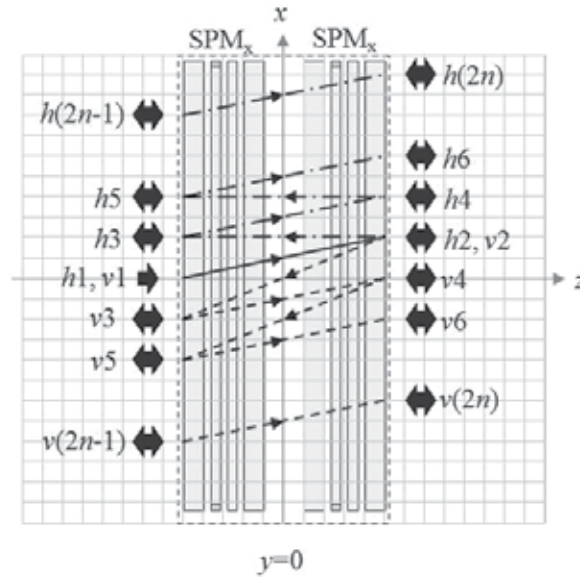 x
SPMₓ SPMₓ
h(2n)
h(2n-1)
h6
h5 h4
h3 h2, v2
h1, v1 v4 z
v3 v6
v5
v(2n)
v(2n-1)
y=0